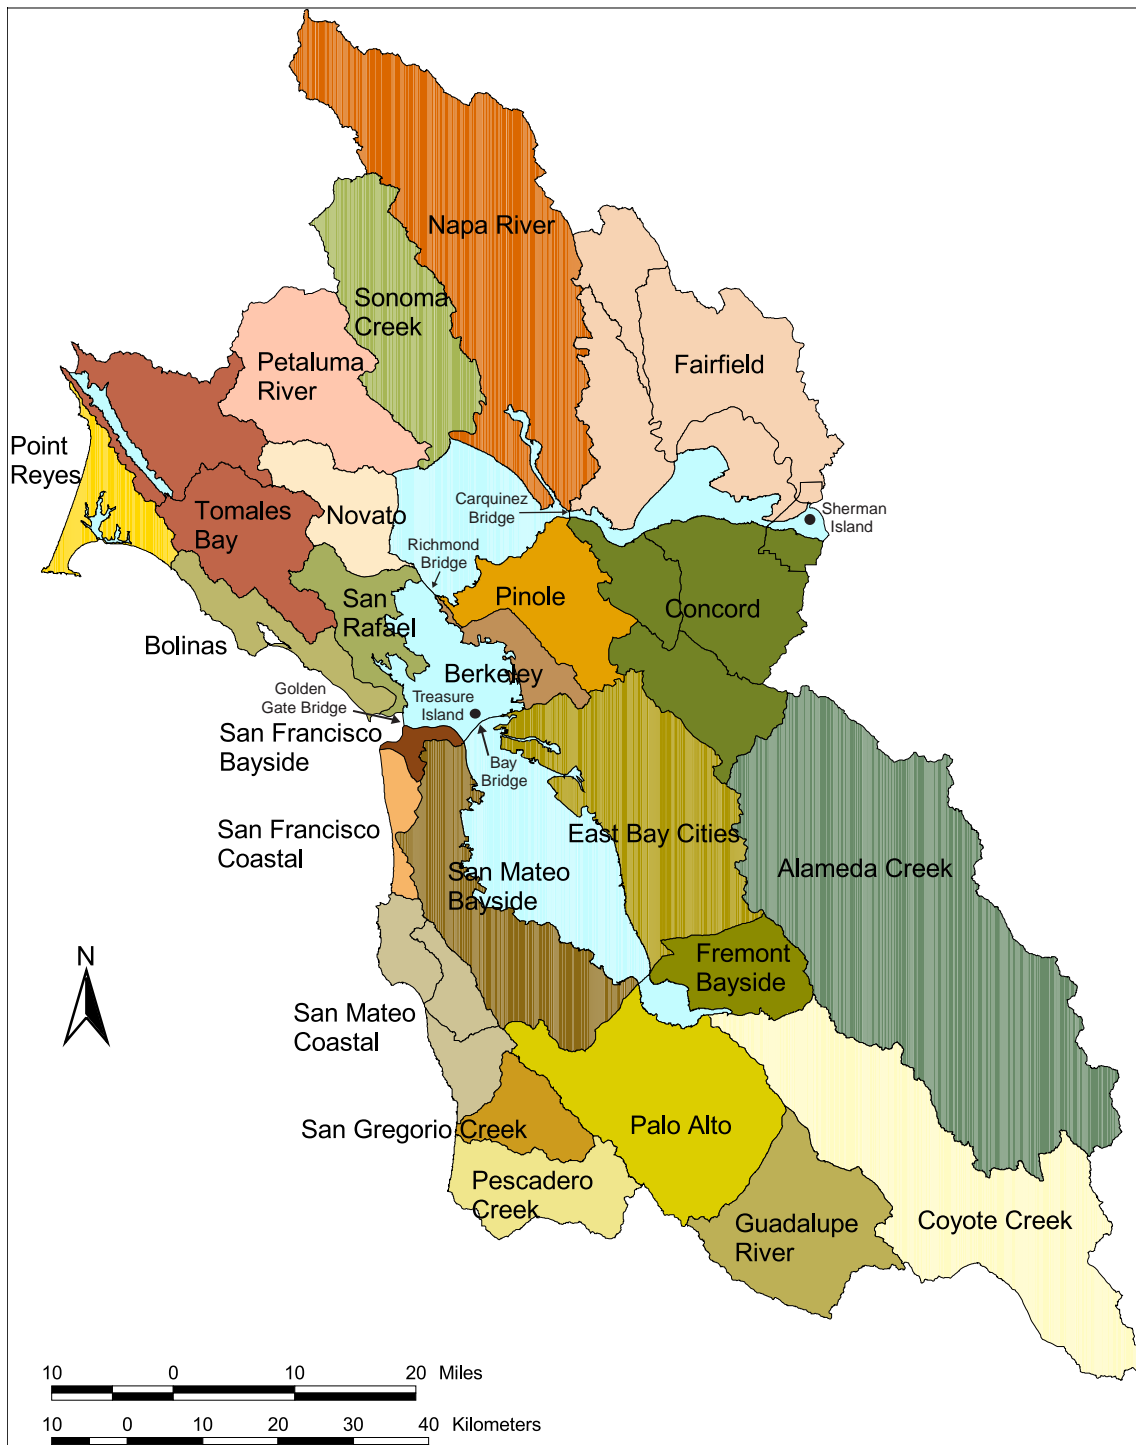 Napa River
Sonoma
Creek
Petaluma
River
Fairfield
Point
Reyes
Tomales
Bay
Novato
Carquinez
Bridge
Sherman
Island
Richmond
Bridge
San
Rafael
Pinole
Concord
Bolinas
Berkeley
Golden
Gate Bridge
Treasure
Island
San Francisco
Bayside
Bay
Bridge
San Francisco
Coastal
East Bay Cities
San Mateo
Bayside
Alameda Creek
Fremont
Bayside
N
San Mateo
Coastal
San Gregorio Creek
Palo Alto
Pescadero
Creek
Guadalupe
River
Coyote Creek
10 0 10 20 Miles
10 0 10 20 30 40 Kilometers